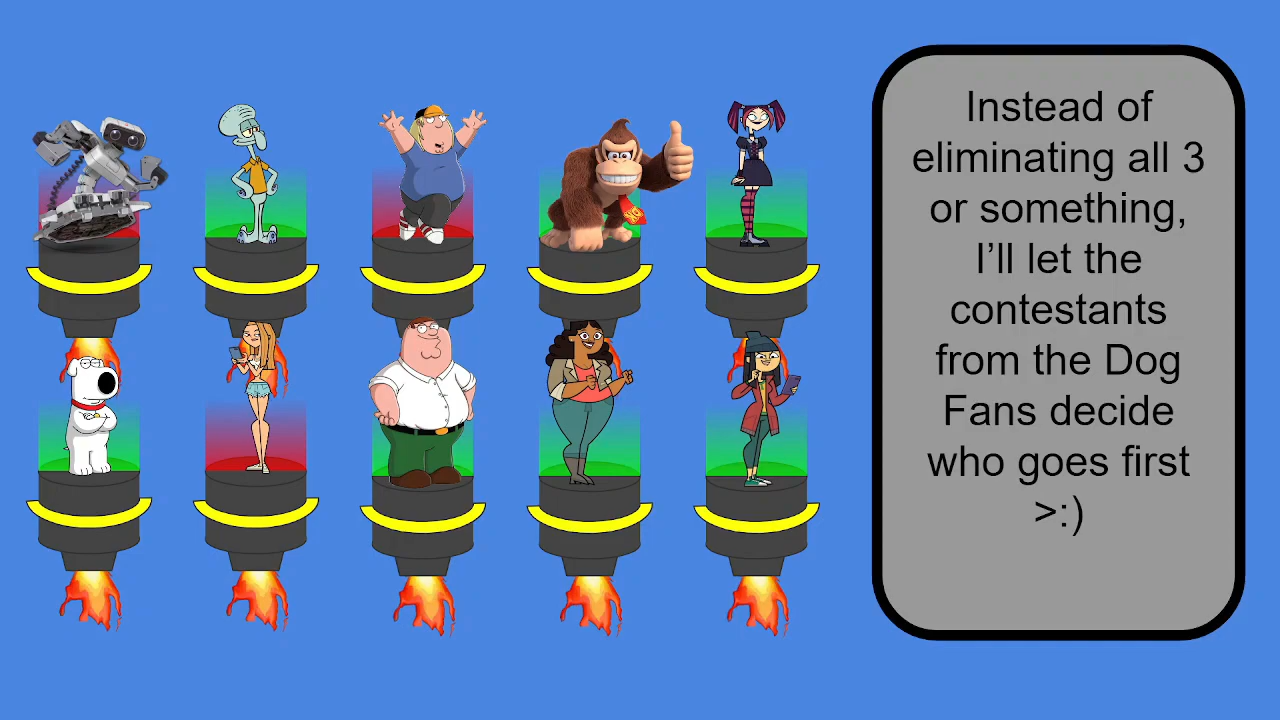 Instead of
eliminating all 3
or something,
I’ll let the
contestants
from the Dog
Fans decide
who goes first
>:)